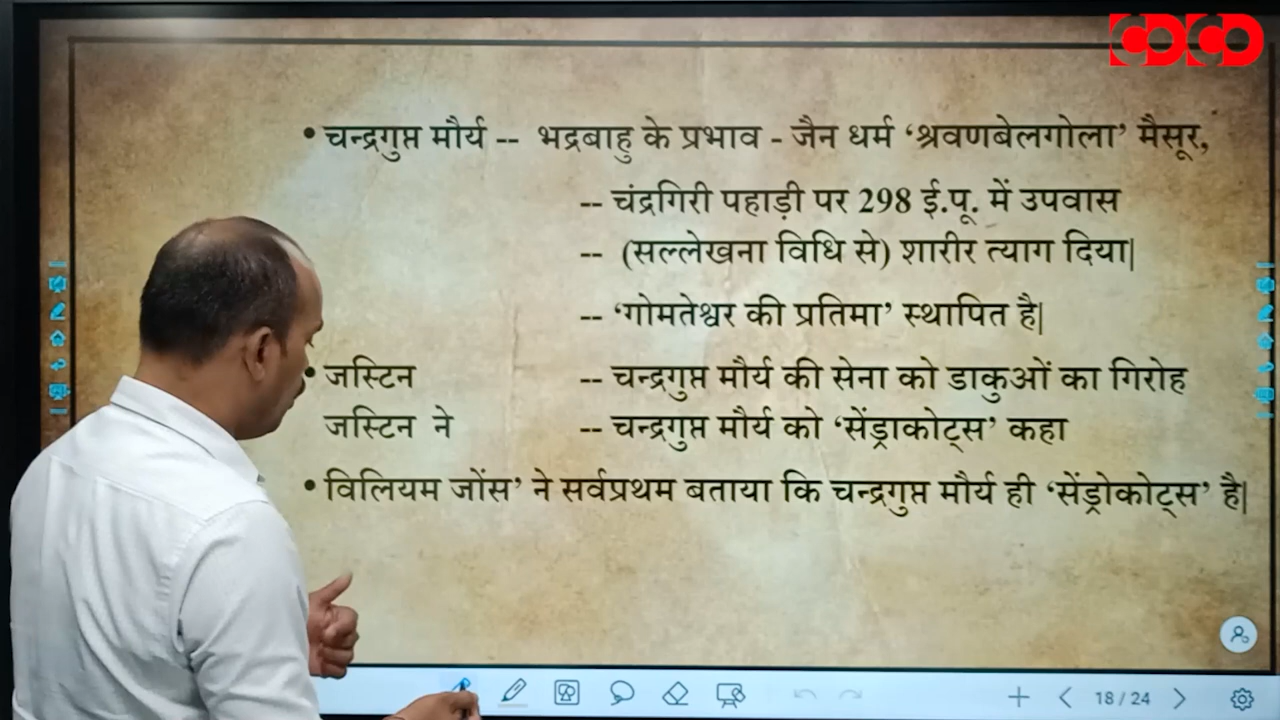 CDCD
• चन्द्रगुप्त मौर्य -- भद्रबाहु के प्रभाव - जैन धर्म ‘श्रवणबेलगोला’ मैसूर,
-- चंद्रगिरी पहाड़ी पर 298 ई.पू. में उपवास
-- (सल्लेखना विधि से) शारीर त्याग दिया|
-- ‘गोमतेश्वर की प्रतिमा’ स्थापित है|
• जस्टिन -- चन्द्रगुप्त मौर्य की सेना को डाकुओं का गिरोह
जस्टिन ने -- चन्द्रगुप्त मौर्य को ‘सेंड्राकोट्स’ कहा
• विलियम जोंस’ ने सर्वप्रथम बताया कि चन्द्रगुप्त मौर्य ही ‘सेंड्रोकोट्स’ है|
18 / 24